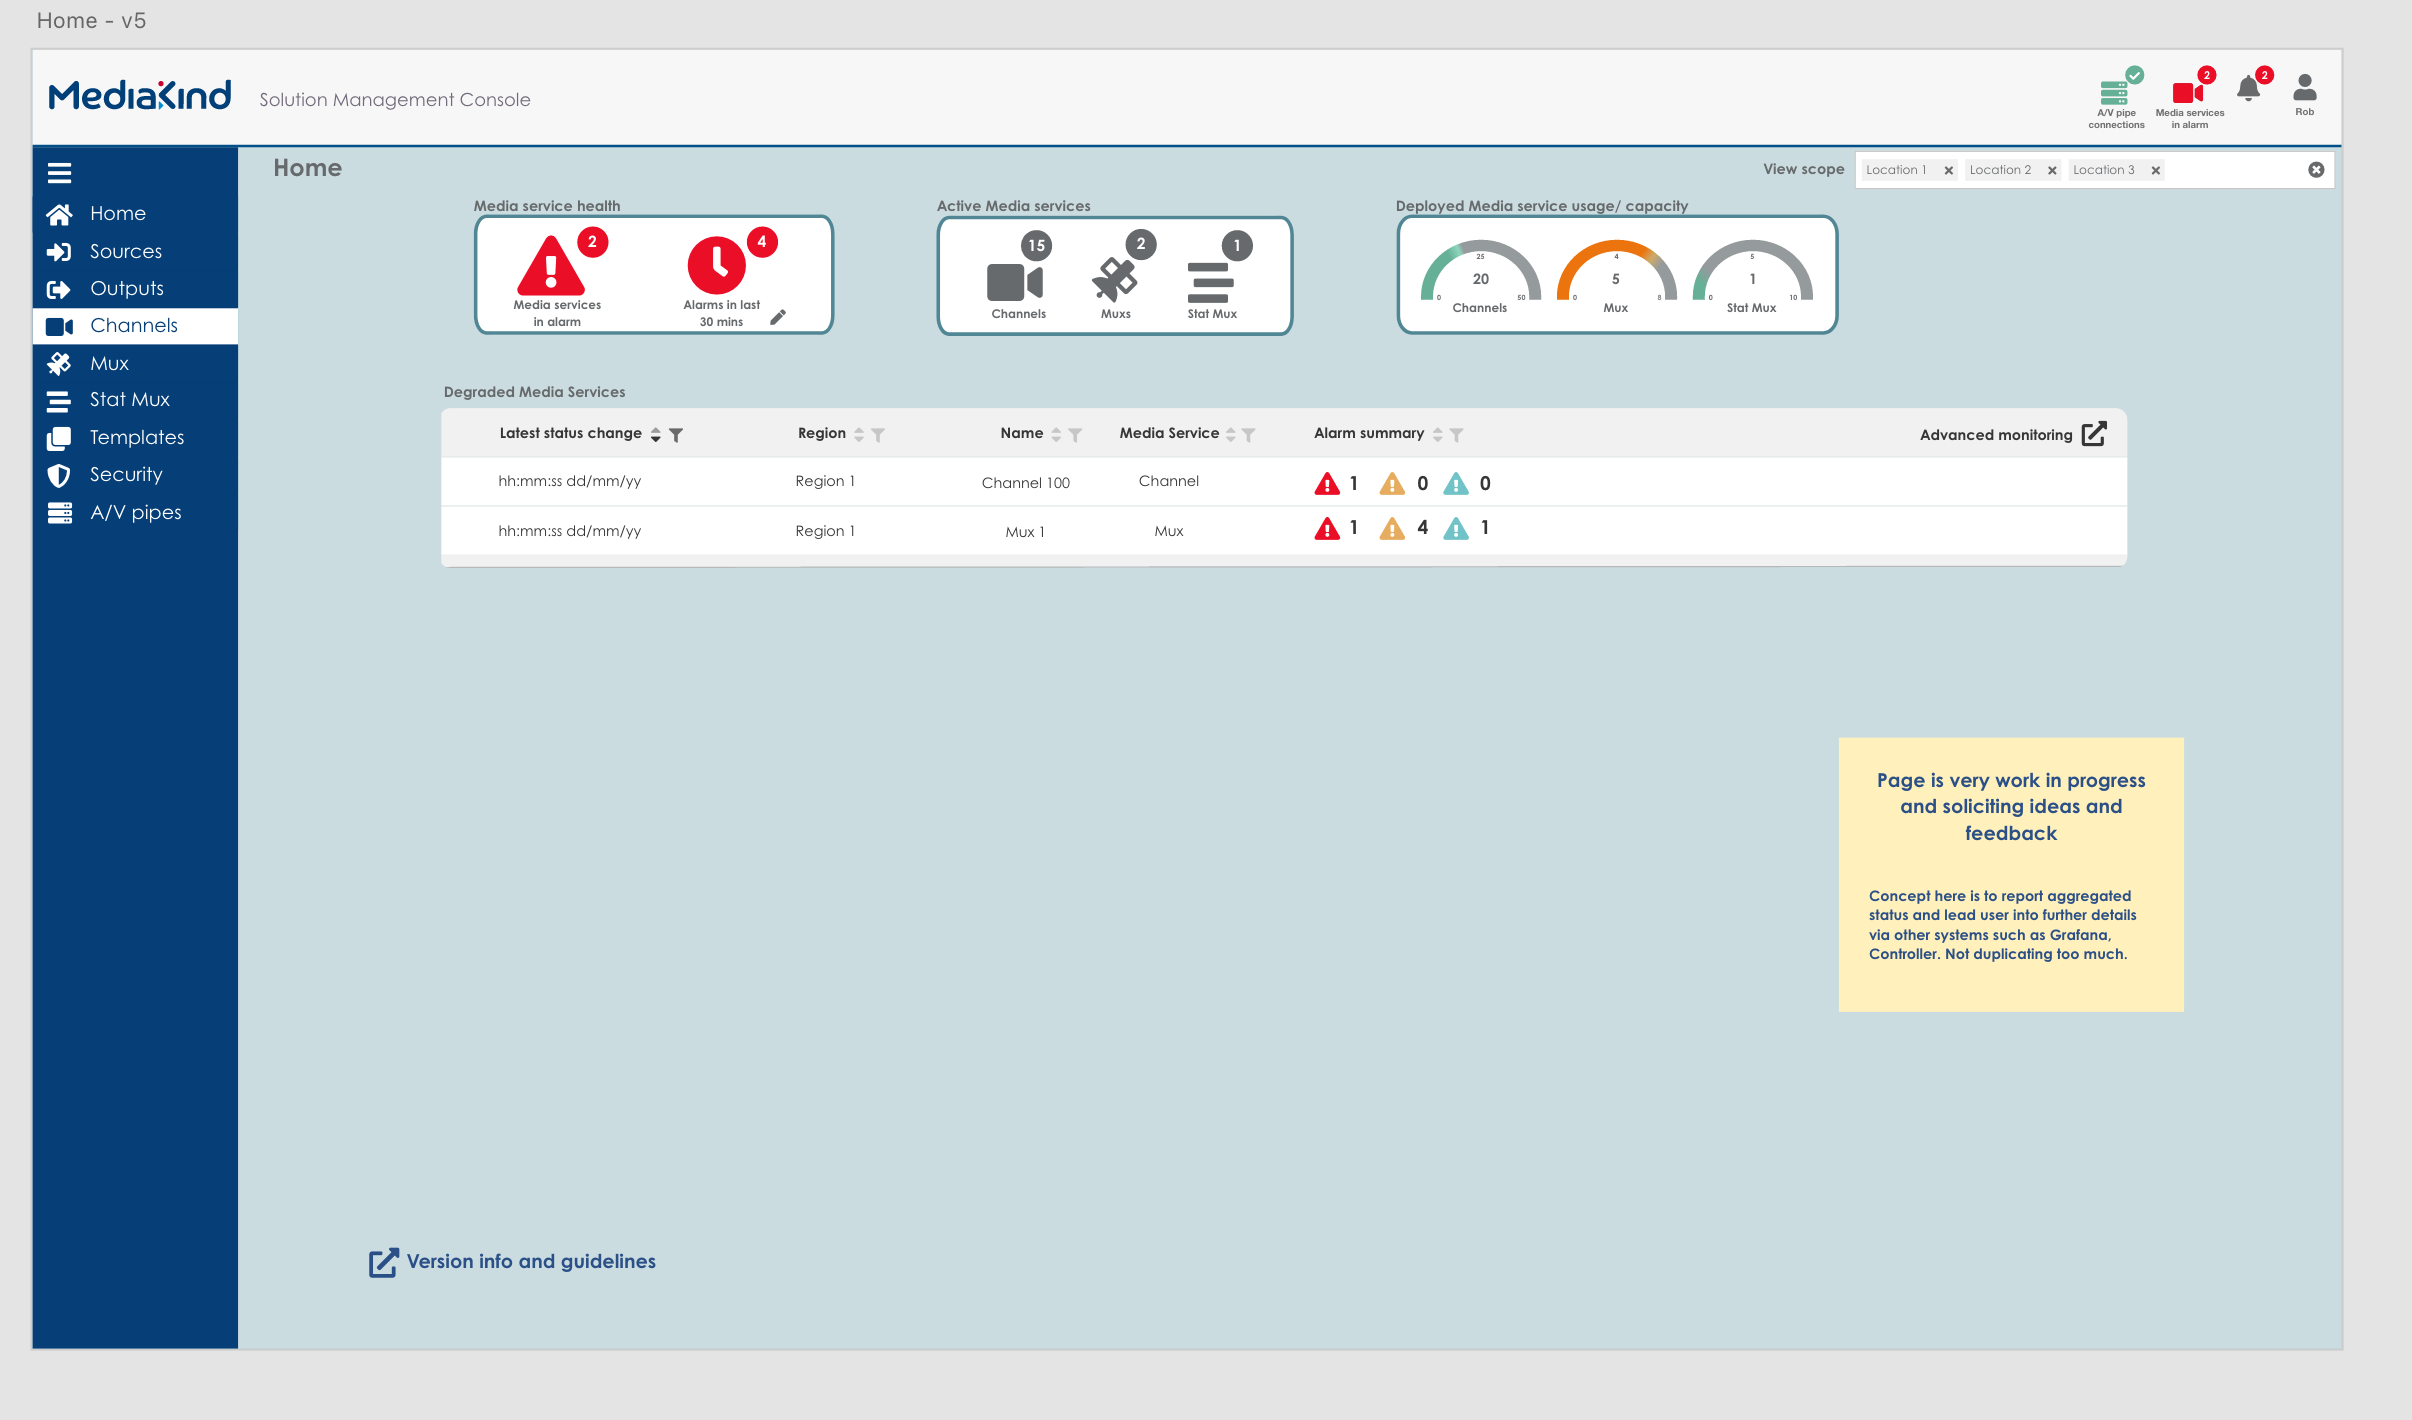 Home - v5
MediaKind
Solution Management Console
2
2
A/V pipe
connections
Media services
in alarm
Rob
Home
Sources
Outputs
Channels
Mux
Stat Mux
Templates
Security
A/V pipes
Home
View scope
Location 1
Location 2
Location 3
Media service health
2
4
Media services
in alarm
Alarms in last
30 mins
Active Media services
15
2
1
Channels
Muxs
Stat Mux
Deployed Media service usage/ capacity
25
20
0
50
Channels
4
5
0
8
Mux
5
1
0
10
Stat Mux
Degraded Media Services
Latest status change Region Name Media Service Alarm summary Advanced monitoring
hh:mm:ss dd/mm/yy Region 1 Channel 100 Channel 1 0 0
hh:mm:ss dd/mm/yy Region 1 Mux 1 Mux 1 4 1
Page is very work in progress
and soliciting ideas and
feedback
Concept here is to report aggregated
status and lead user into further details
via other systems such as Grafana,
Controller. Not duplicating too much.
Version info and guidelines